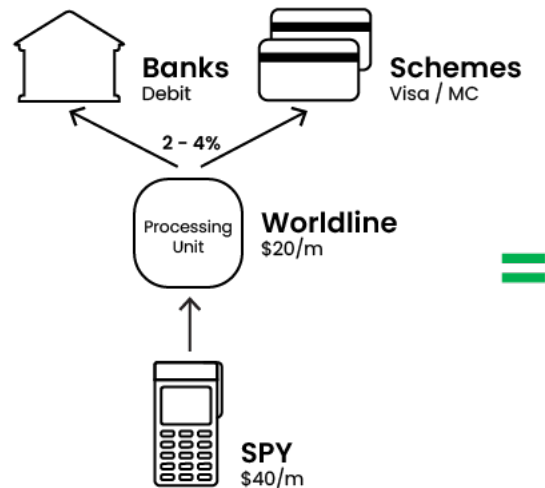 Banks
Debit
Schemes
Visa / MC
2 – 4%
Processing
Unit
Worldline
$20/m
SPY
$40/m